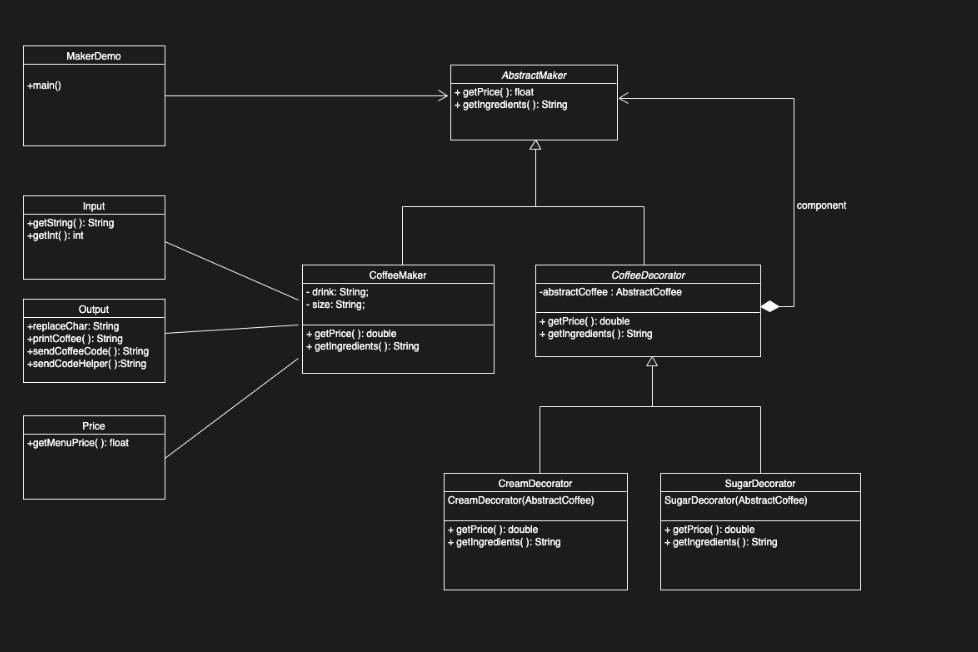 MakerDemo
+main()
AbstractMaker
+ getPrice( ): float
+ getIngredients( ): String
Input
+getString( ): String
+getInt( ): int
component
CoffeeMaker
- drink: String;
- size: String;
+ getPrice( ): double
+ getIngredients( ): String
CoffeeDecorator
-abstractCoffee : AbstractCoffee
+ getPrice( ): double
+ getIngredients( ): String
Output
+replaceChar: String
+printCoffee( ): String
+sendCoffeeCode( ): String
+sendCodeHelper( ):String
Price
+getMenuPrice( ): float
CreamDecorator
CreamDecorator(AbstractCoffee)
+ getPrice( ): double
+ getIngredients( ): String
SugarDecorator
SugarDecorator(AbstractCoffee)
+ getPrice( ): double
+ getIngredients( ): String